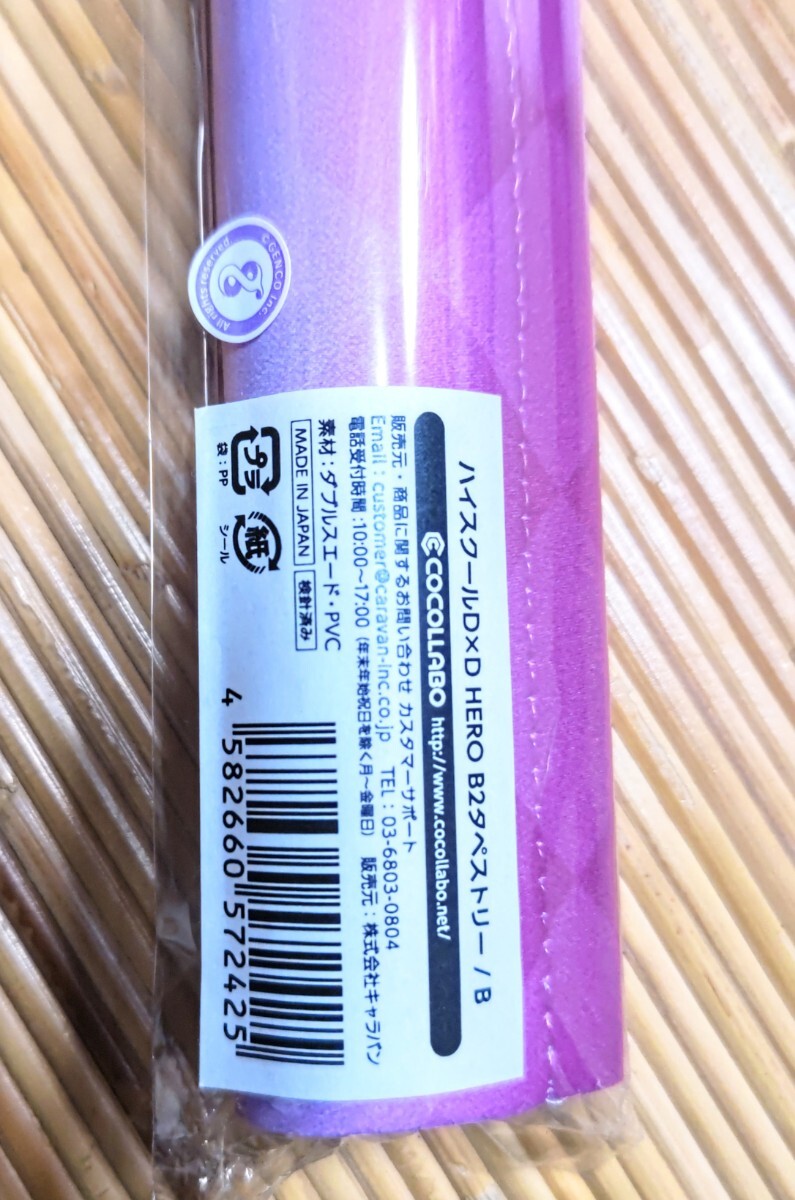 ハイスクールD×D HERO B2タペストリー / B
COCOLLABO http://www.cocollabo.net/
販売元・商品に関するお問い合わせ カスタマーサポート
Email : customer@caravan-inc.co.jp TEL : 03-6803-0804
電話受付時間 :10:00～17:00 (年末年始祝日を除く月～金曜日) 販売元 : 株式会社キャラバン
素材 : ダブルスエード・PVC
MADE IN JAPAN 検針済み
プラ 紙
袋 : PP シール
4 582660 572425
©GENCO Inc.
All rights reserved